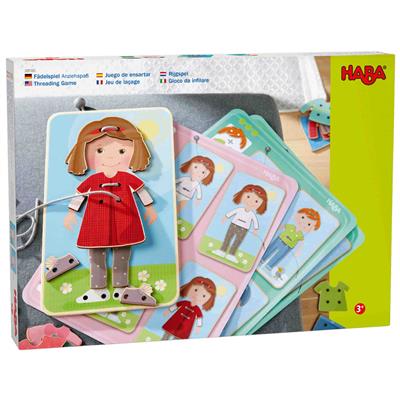 Fädelspiel Anziehspaß
Threading Game
Juego de ensartar
Jeu de laçage
Rijgspel
Gioco da infilare
HABA
3+